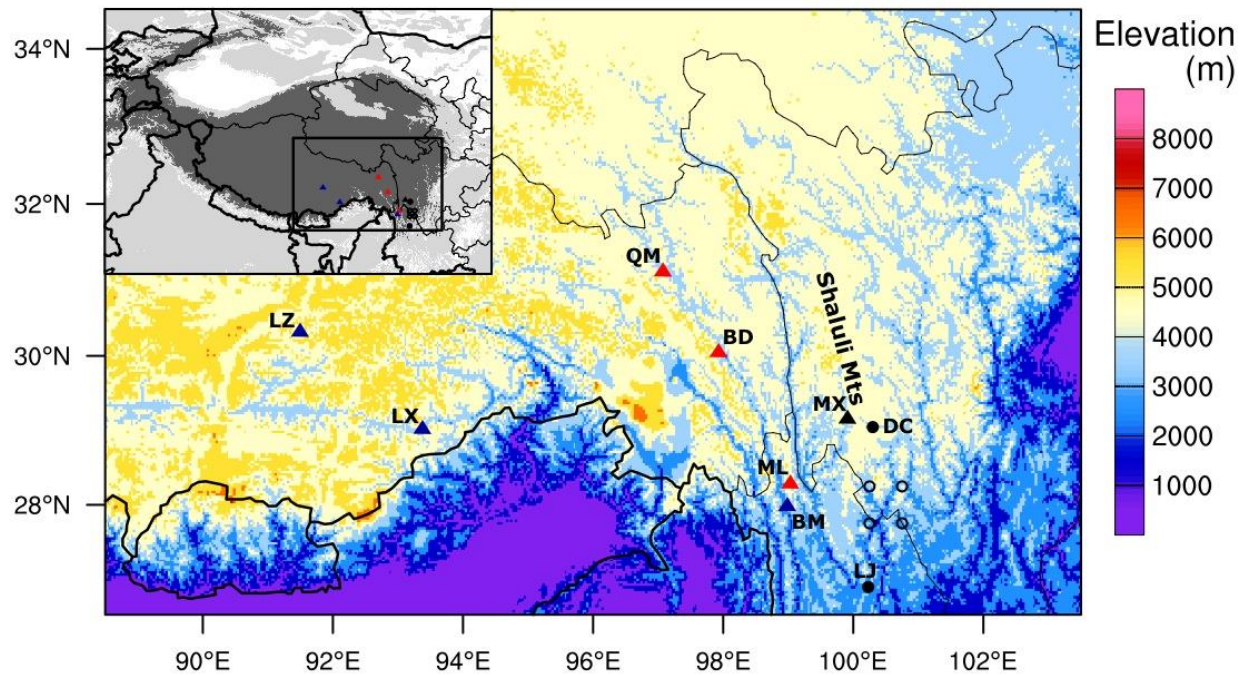 Elevation
(m)
34°N
32°N
30°N
28°N
8000
7000
6000
5000
4000
3000
2000
1000
QM
LZ
BD
Shaluli Mts
LX
MX
DC
ML
BM
LJ
90°E
92°E
94°E
96°E
98°E
100°E
102°E